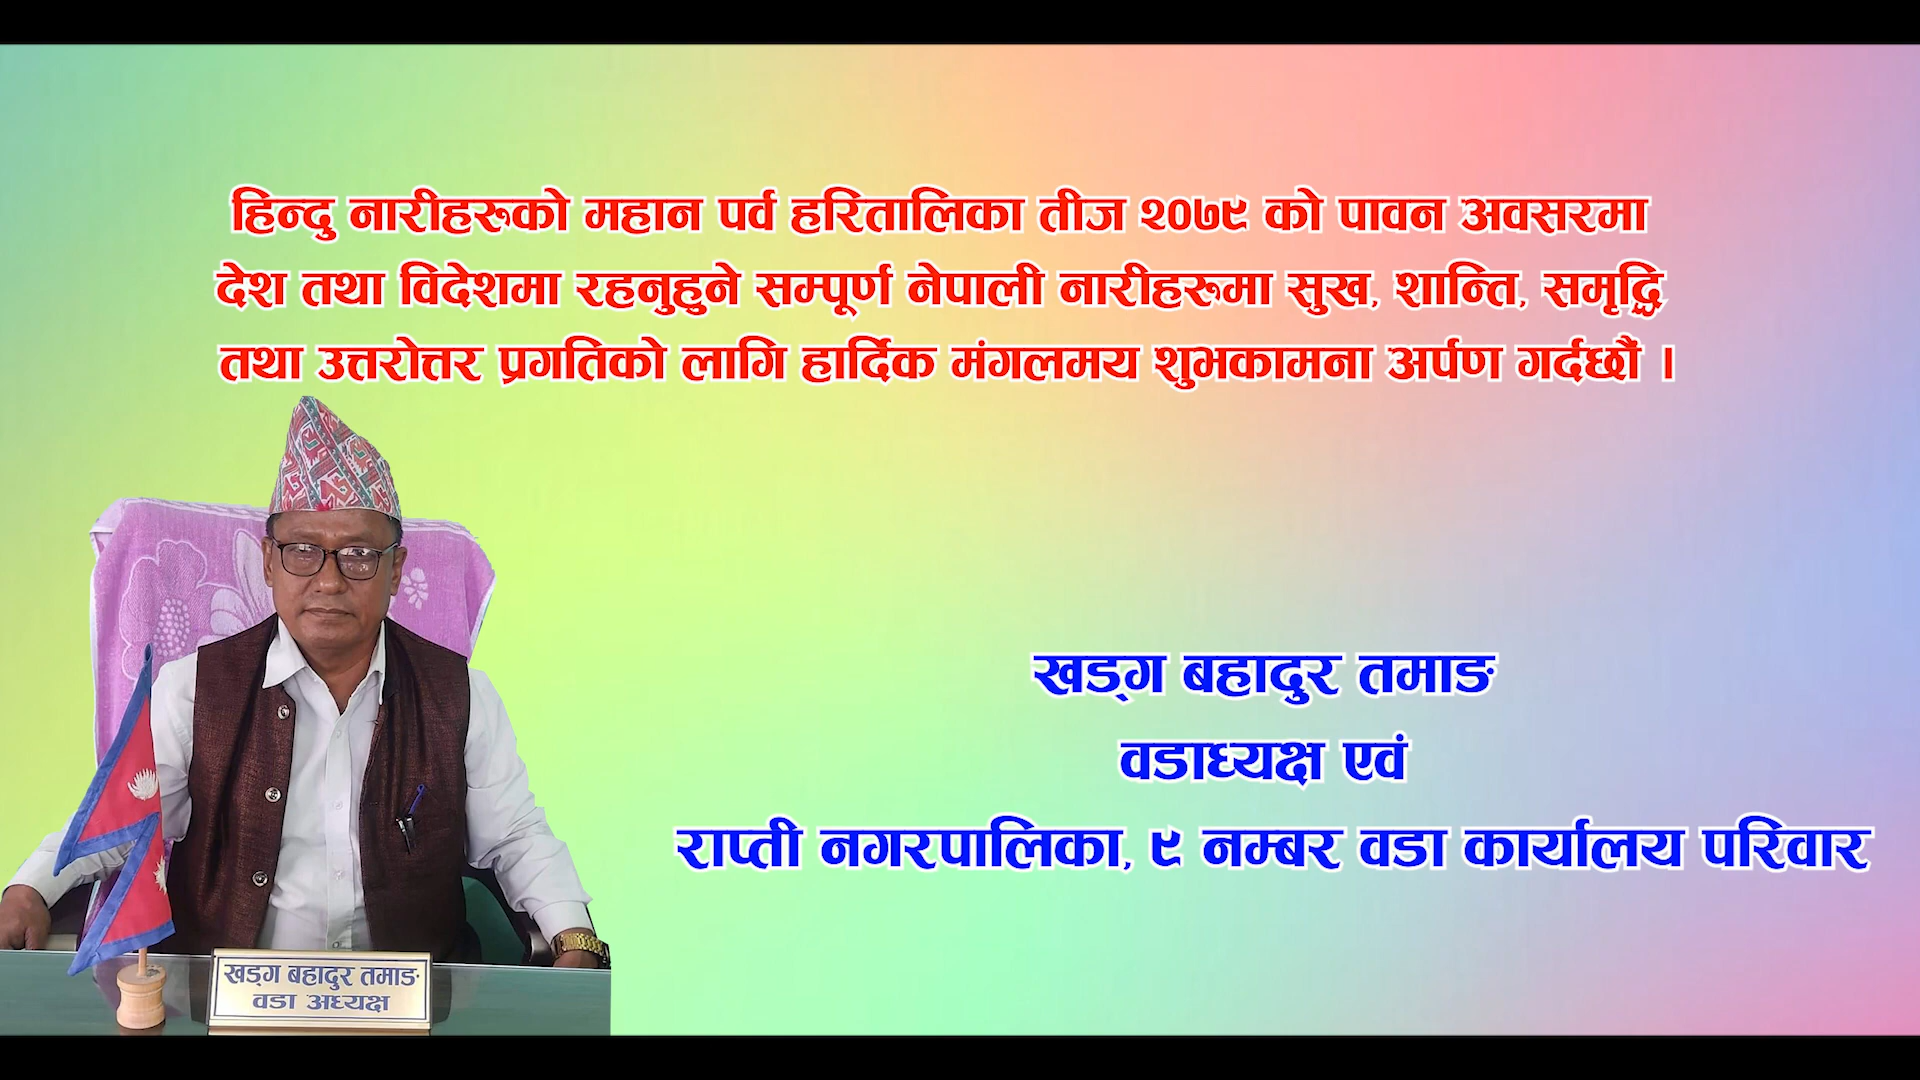 हिन्दु नारीहरूको महान पर्व हरितालिका तीज २०७९ को पावन अवसरमा
देश तथा विदेशमा रहनुहुने सम्पूर्ण नेपाली नारीहरूमा सुख, शान्ति, समृद्धि
तथा उत्तरोत्तर प्रगतिको लागि हार्दिक मंगलमय शुभकामना अर्पण गर्दछौं ।
खड्ग बहादुर तमाङ
वडाध्यक्ष एवं
राप्ती नगरपालिका, ९ नम्बर वडा कार्यालय परिवार
खड्ग बहादुर तमाङ
वडा अध्यक्ष